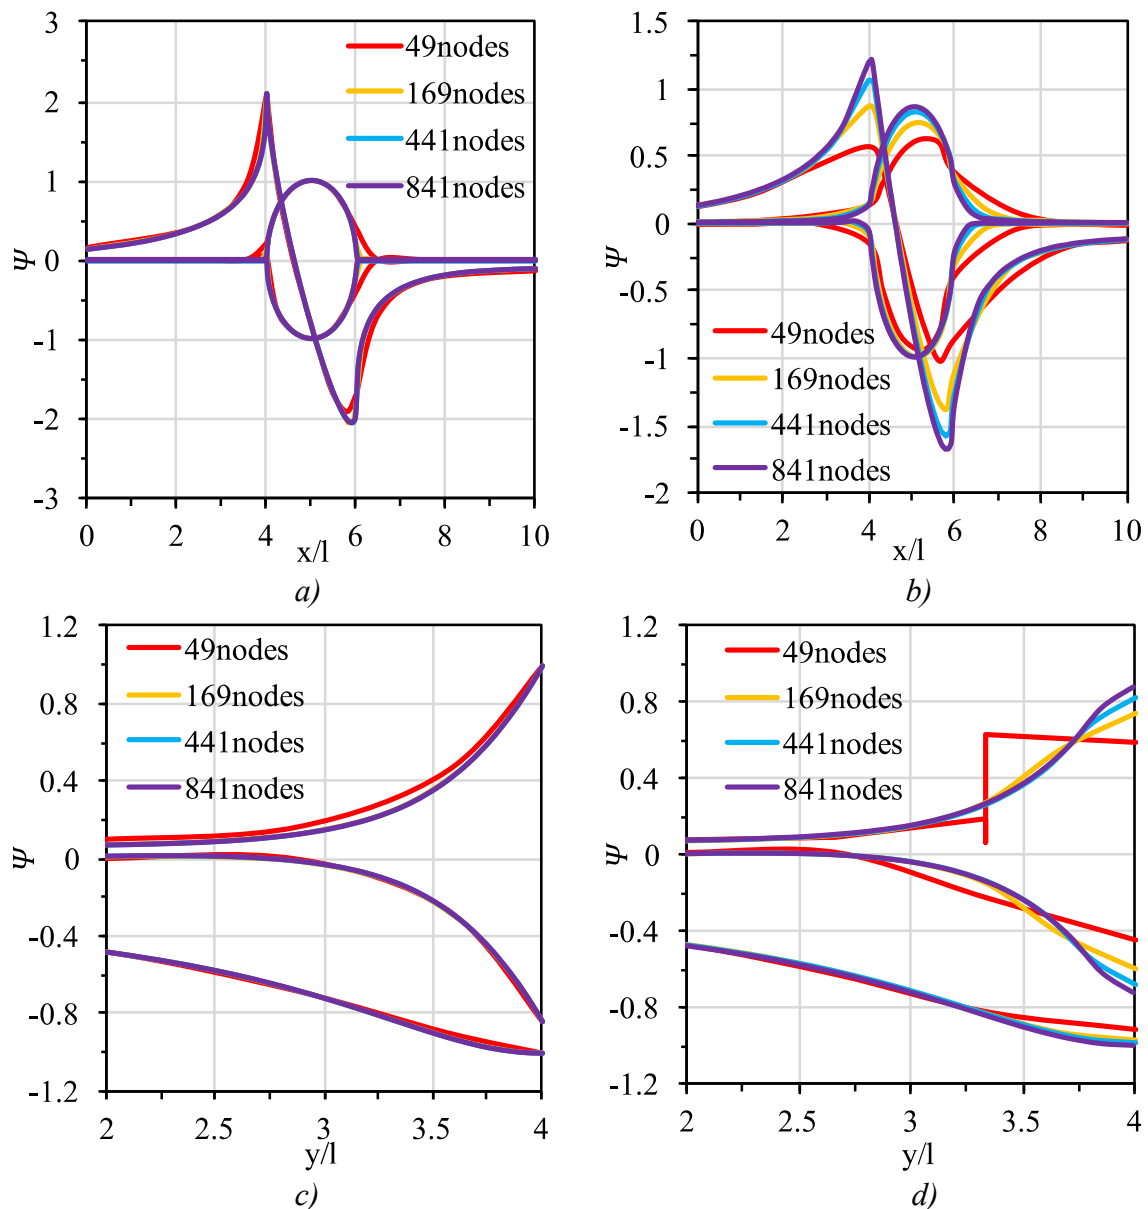 3
2
1
0
-1
-2
-3
Ψ
0
2
4
6
8
10
x/l
49nodes
169nodes
441nodes
841nodes
a)
1.5
1
0.5
0
-0.5
-1
-1.5
-2
Ψ
0
2
4
6
8
10
x/l
49nodes
169nodes
441nodes
841nodes
b)
1.2
0.8
0.4
0
-0.4
-0.8
-1.2
Ψ
2
2.5
3
3.5
4
y/l
49nodes
169nodes
441nodes
841nodes
c)
1.2
0.8
0.4
0
-0.4
-0.8
-1.2
Ψ
2
2.5
3
3.5
4
y/l
49nodes
169nodes
441nodes
841nodes
d)